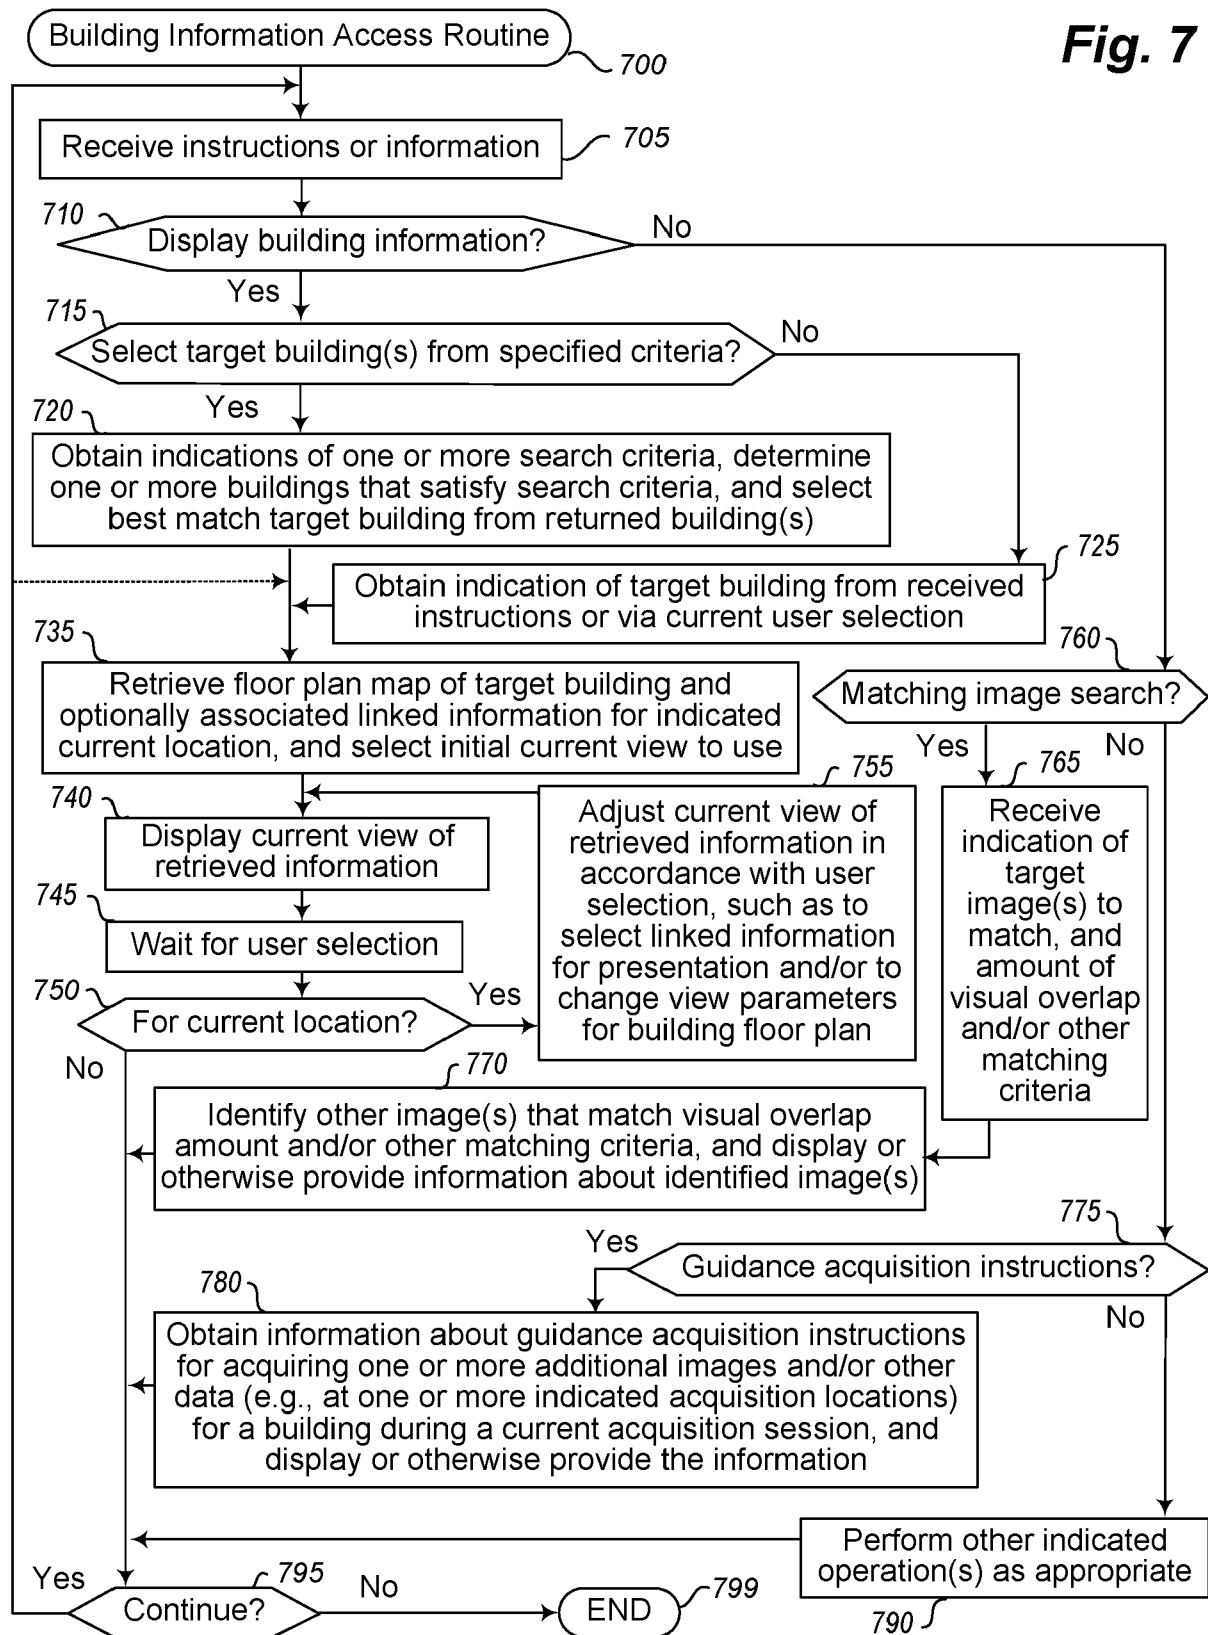 Building Information Access Routine
Fig. 7
700
Receive instructions or information
705
710
Display building information?
No
Yes
715
Select target building(s) from specified criteria?
No
Yes
720
Obtain indications of one or more search criteria, determine
one or more buildings that satisfy search criteria, and select
best match target building from returned building(s)
725
Obtain indication of target building from received
instructions or via current user selection
735
Retrieve floor plan map of target building and
optionally associated linked information for indicated
current location, and select initial current view to use
760
Matching image search?
Yes
No
740
Display current view of
retrieved information
745
Wait for user selection
750
For current location?
Yes
No
755
Adjust current view of
retrieved information in
accordance with user
selection, such as to
select linked information
for presentation and/or to
change view parameters
for building floor plan
765
Receive
indication of
target
image(s) to
match, and
amount of
visual overlap
and/or other
matching
criteria
770
Identify other image(s) that match visual overlap
amount and/or other matching criteria, and display or
otherwise provide information about identified image(s)
775
Guidance acquisition instructions?
Yes
No
780
Obtain information about guidance acquisition instructions
for acquiring one or more additional images and/or other
data (e.g., at one or more indicated acquisition locations)
for a building during a current acquisition session, and
display or otherwise provide the information
Perform other indicated
operation(s) as appropriate
790
795
Continue?
Yes
No
END
799